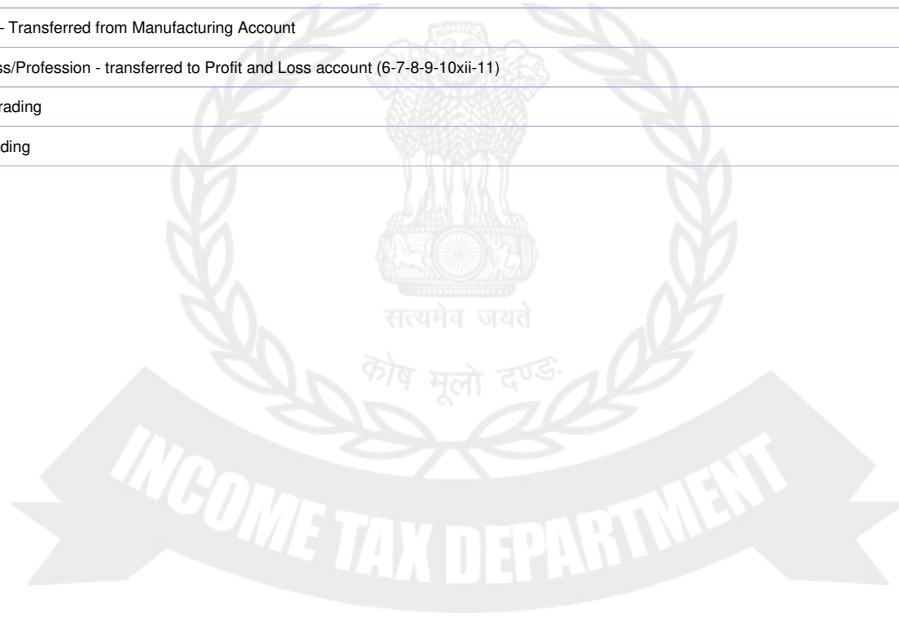 – Transferred from Manufacturing Account
ss/Profession - transferred to Profit and Loss account (6-7-8-9-10xii-11)
rading
ding
सत्यमेव जयते
कोष मूलो दण्डः
INCOME TAX DEPARTMENT